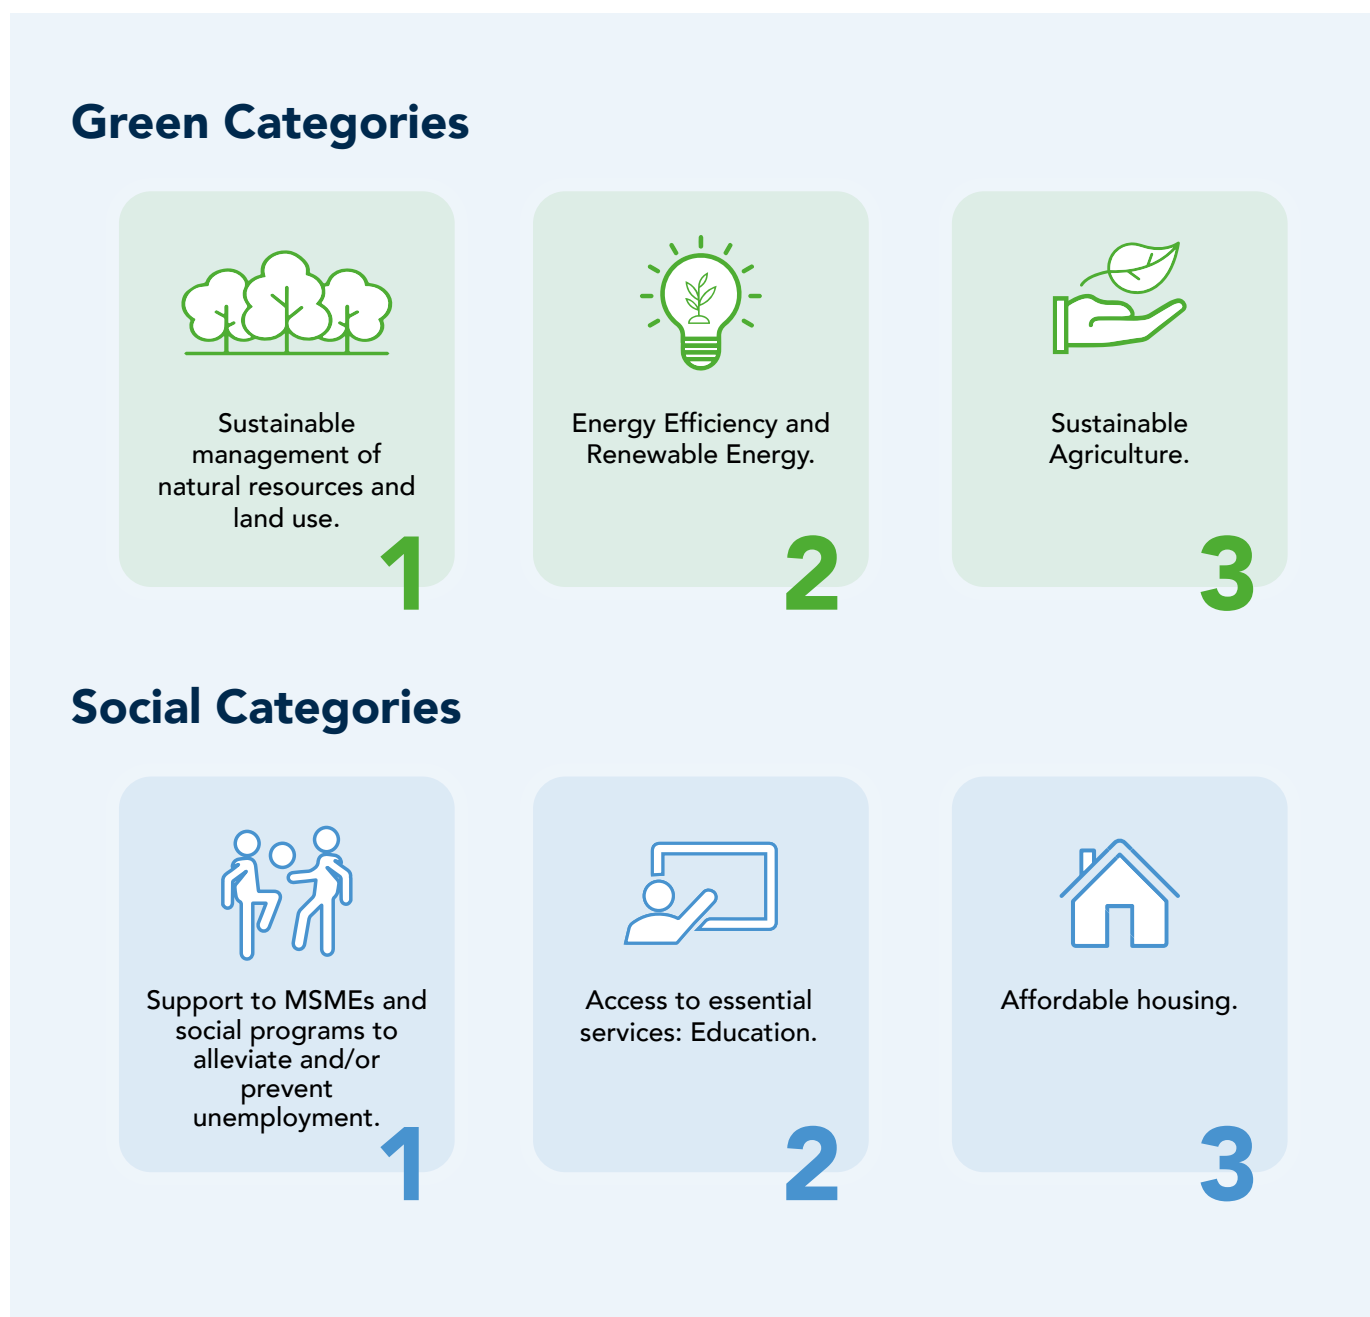 Green Categories
Sustainable
management of
natural resources and
land use.
1
Energy Efficiency and
Renewable Energy.
2
Sustainable
Agriculture.
3
Social Categories
Support to MSMEs and
social programs to
alleviate and/or
prevent
unemployment.
1
Access to essential
services: Education.
2
Affordable housing.
3